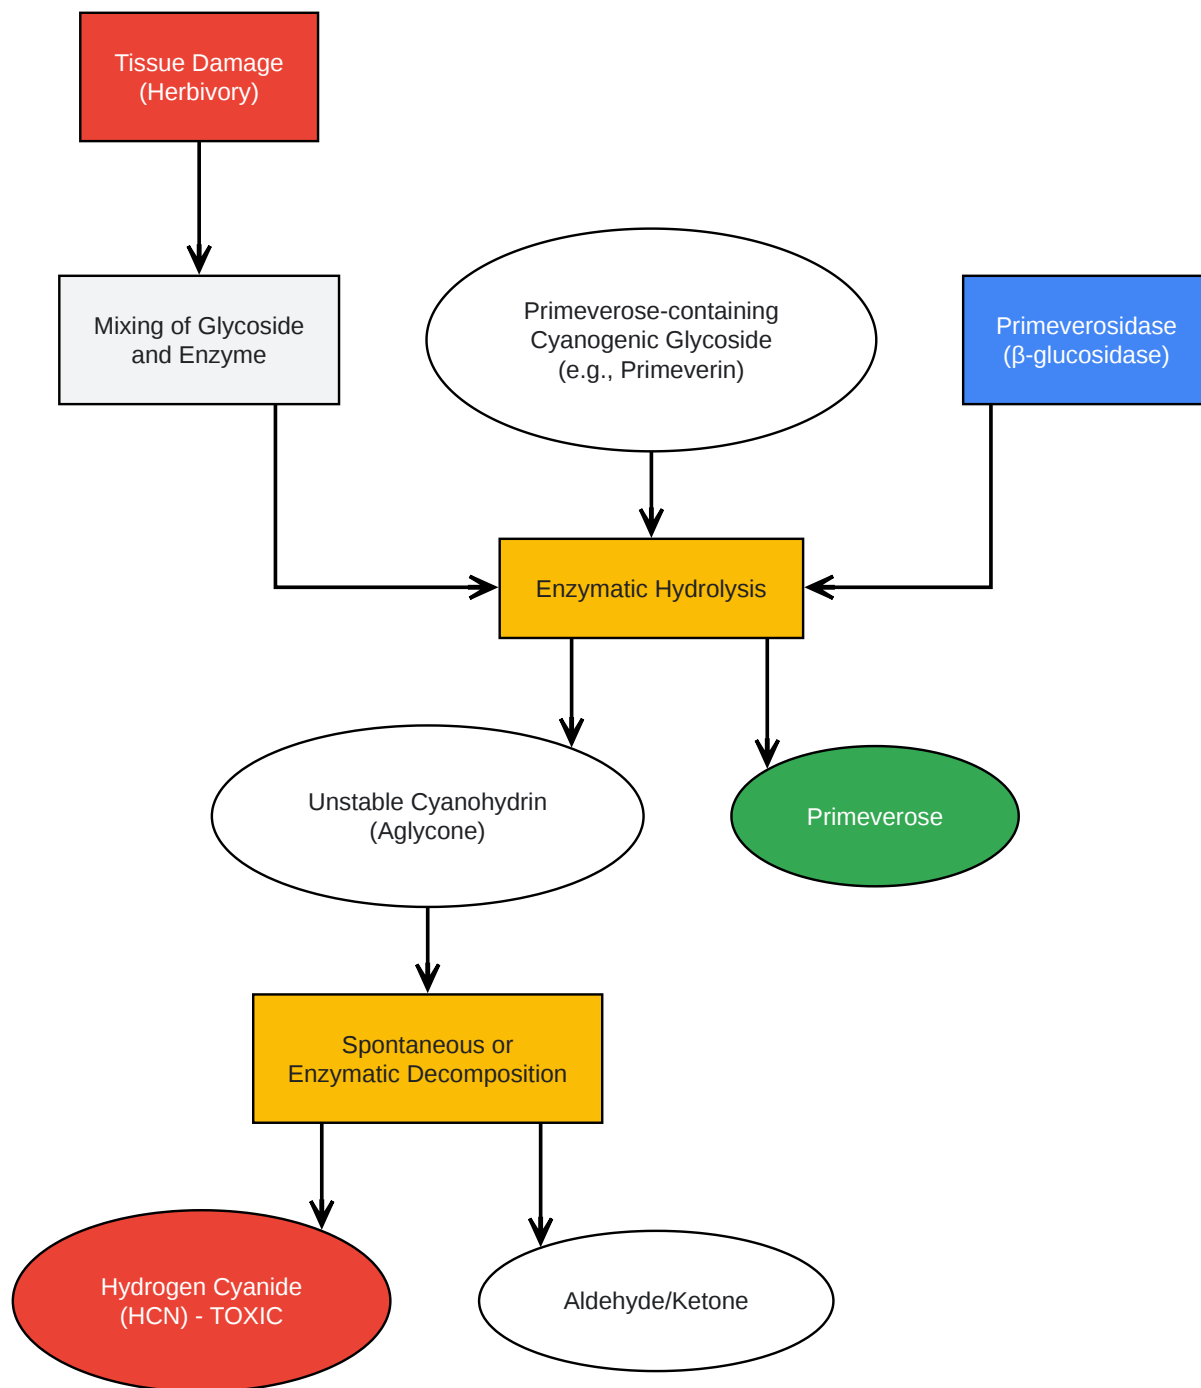 Tissue Damage
(Herbivory)
Mixing of Glycoside
and Enzyme
Primeverose-containing
Cyanogenic Glycoside
(e.g., Primeverin)
Primeverosidase
(β-glucosidase)
Enzymatic Hydrolysis
Unstable Cyanohydrin
(Aglycone)
Primeverose
Spontaneous or
Enzymatic Decomposition
Hydrogen Cyanide
(HCN) - TOXIC
Aldehyde/Ketone